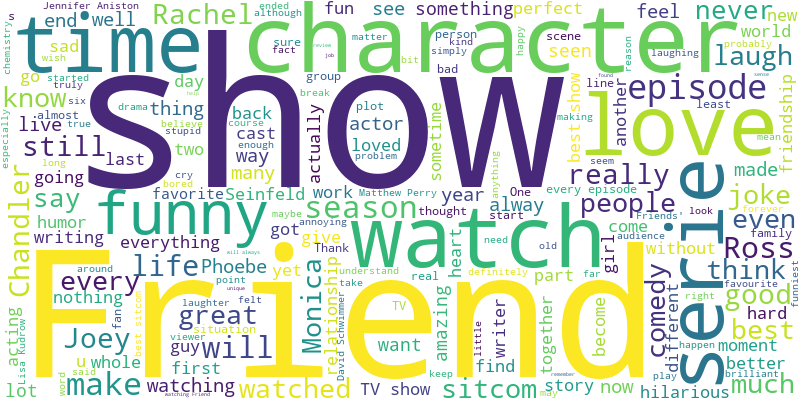 Jennifer Aniston
ended
although
chemistry
s
Rachel
fun
see
something
perfect
never
new
sad
wish
end
well
sure
fact
matter
person
kind
simply
scene
happy
feel
world
time
character
review
job
bit
laughing
reason
probably
seen
laugh
go
started
truly
day
group
bad
know
six
drama
true
break
plot
line
best show
another
episode
found
sense
least
friendship
thing
believe
stupid
back
course
enough
actor
actually
sometime
show
love
making
mean
especially
almost
live
two
cast
loved
problem
still
last
way
help
seem
made
long
going
cry
bored
many
anything
really
Chandler
say
favorite
Seinfeld
work
Matthew Perry
year
One
every episode
people
joke
humor
funny
maybe
annoying
season
thought
start
alway
Friends'
look
forever
even
writing
everything
got
give
Thank
watch
heart
need
old
audience
come
girl
family
without
Ross
will always
yet
understand
definitely
far
favourite
around
life
Phoebe
Monica
relationship
real
part
think
every
point
take
serie
funniest
nothing
unique
TV
amazing
writer
together
become
comedy
different
right
good
acting
Lisa Kudrow
fan
best sitcom
laughter
felt
David Schwimmer
little
hard
Joey
great
will
situation
happen
moment
best
u
whole
viewer
guy
want
find
play
brilliant
better
lot
word
said
first
keep
Friend
make
watching
watching Friend
watched
TV show
sitcom
remember
story
may
now
hilarious
much